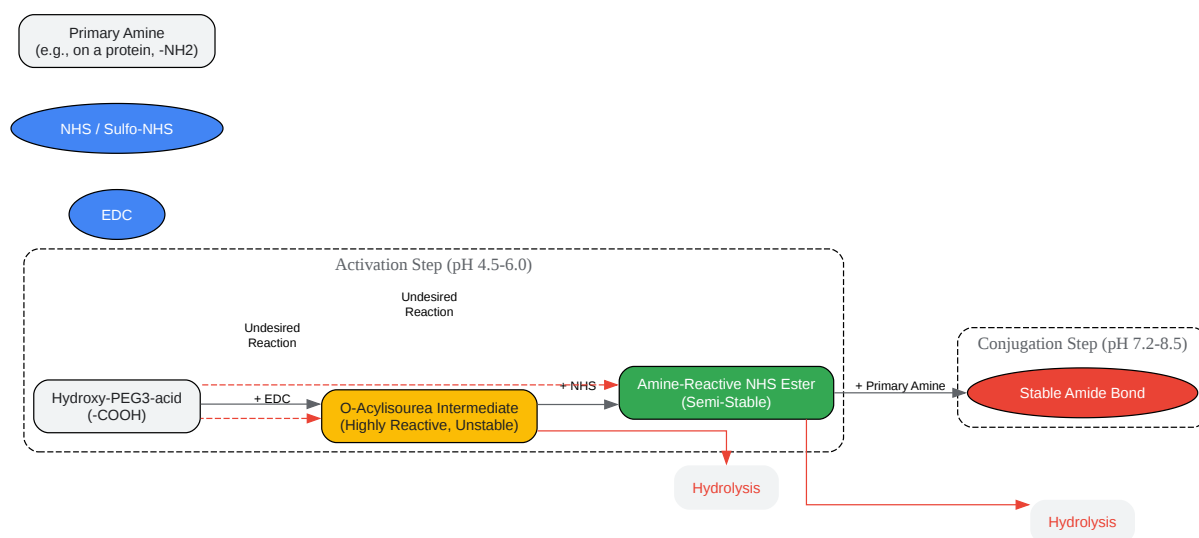 Primary Amine
(e.g., on a protein, -NH2)
NHS / Sulfo-NHS
EDC
Activation Step (pH 4.5-6.0)
Undesired
Reaction
Undesired
Reaction
Conjugation Step (pH 7.2-8.5)
Hydroxy-PEG3-acid
(-COOH)
+ EDC
O-Acylisourea Intermediate
(Highly Reactive, Unstable)
+ NHS
Amine-Reactive NHS Ester
(Semi-Stable)
+ Primary Amine
Stable Amide Bond
Hydrolysis
Hydrolysis